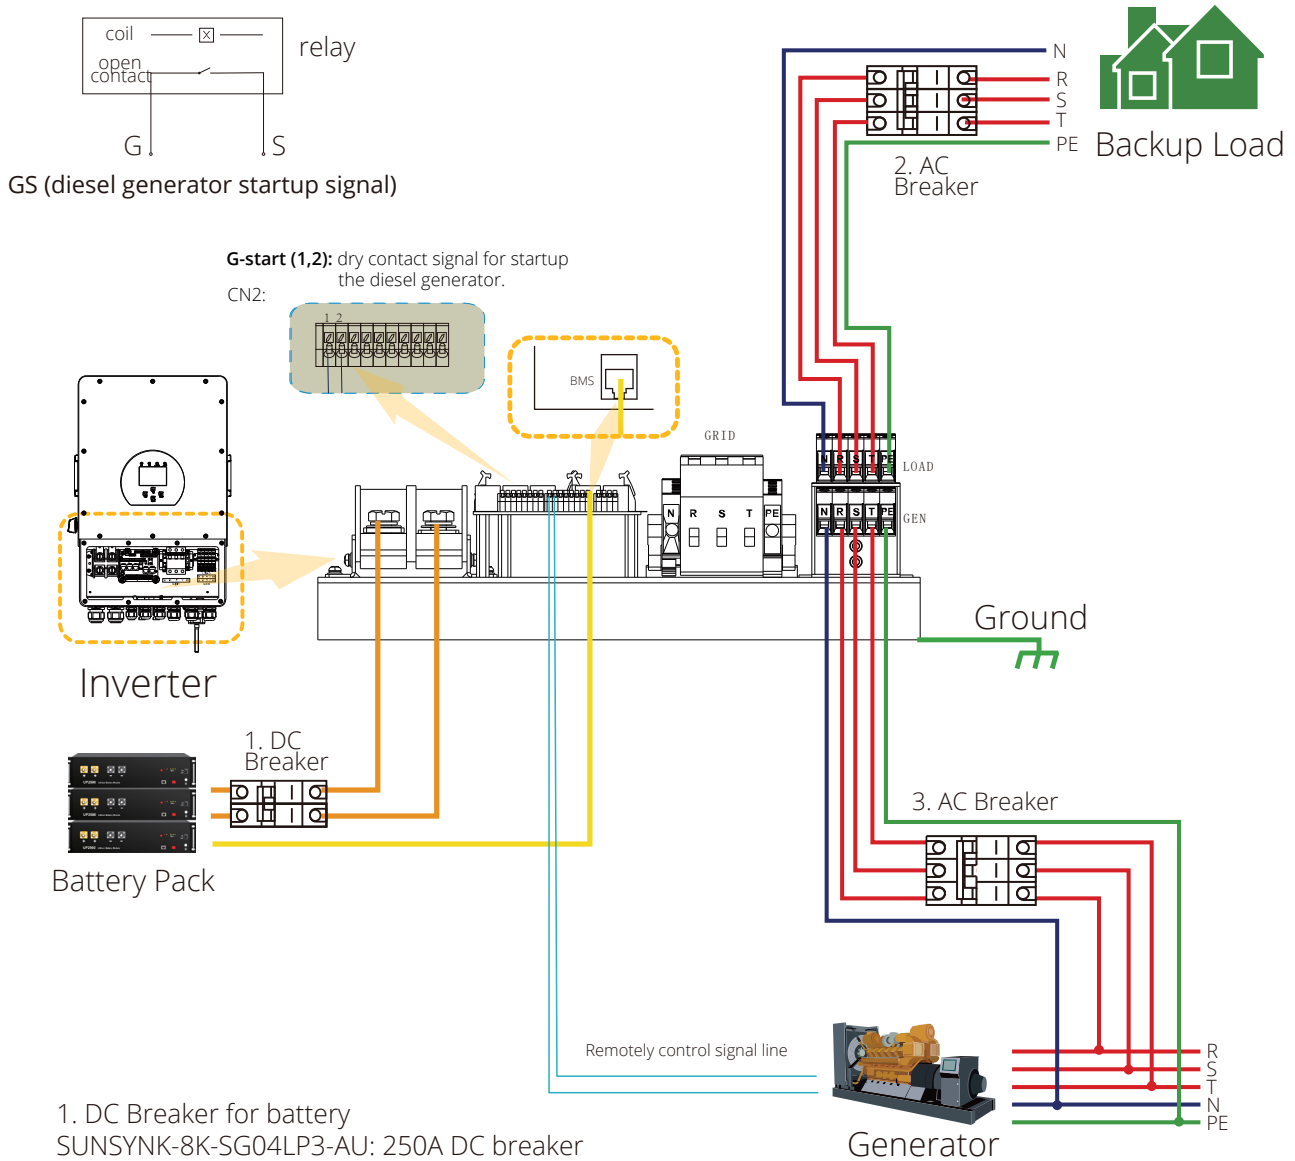 coil
relay
open
contact
G
S
GS (diesel generator startup signal)
N
R
S
T
PE
Backup Load
2. AC
Breaker
G-start (1,2): dry contact signal for startup
the diesel generator.
CN2:
1 2
BMS
GRID
N R S T PE
N R S T PE
LOAD
N R S T PE
GEN
Ground
Inverter
1. DC
Breaker
Battery Pack
3. AC Breaker
Remotely control signal line
R
S
T
N
PE
Generator
1. DC Breaker for battery
SUNSYNK-8K-SG04LP3-AU: 250A DC breaker